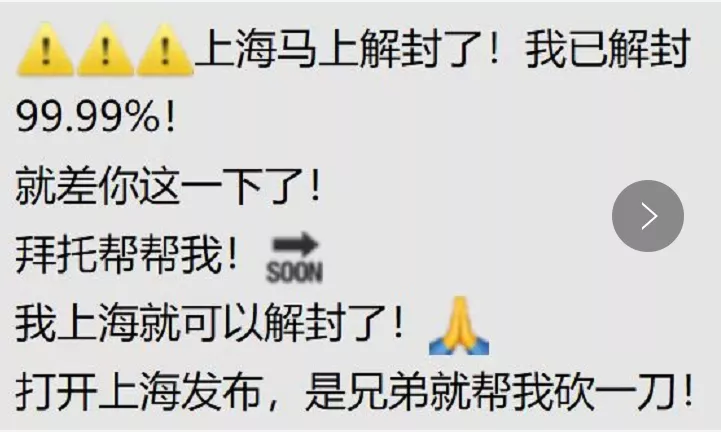 ⚠️⚠️⚠️上海马上解封了！我已解封
99.99%！
就差你这一下了！
拜托帮帮我！🔜
我上海就可以解封了！🙏
打开上海发布，是兄弟就帮我砍一刀！